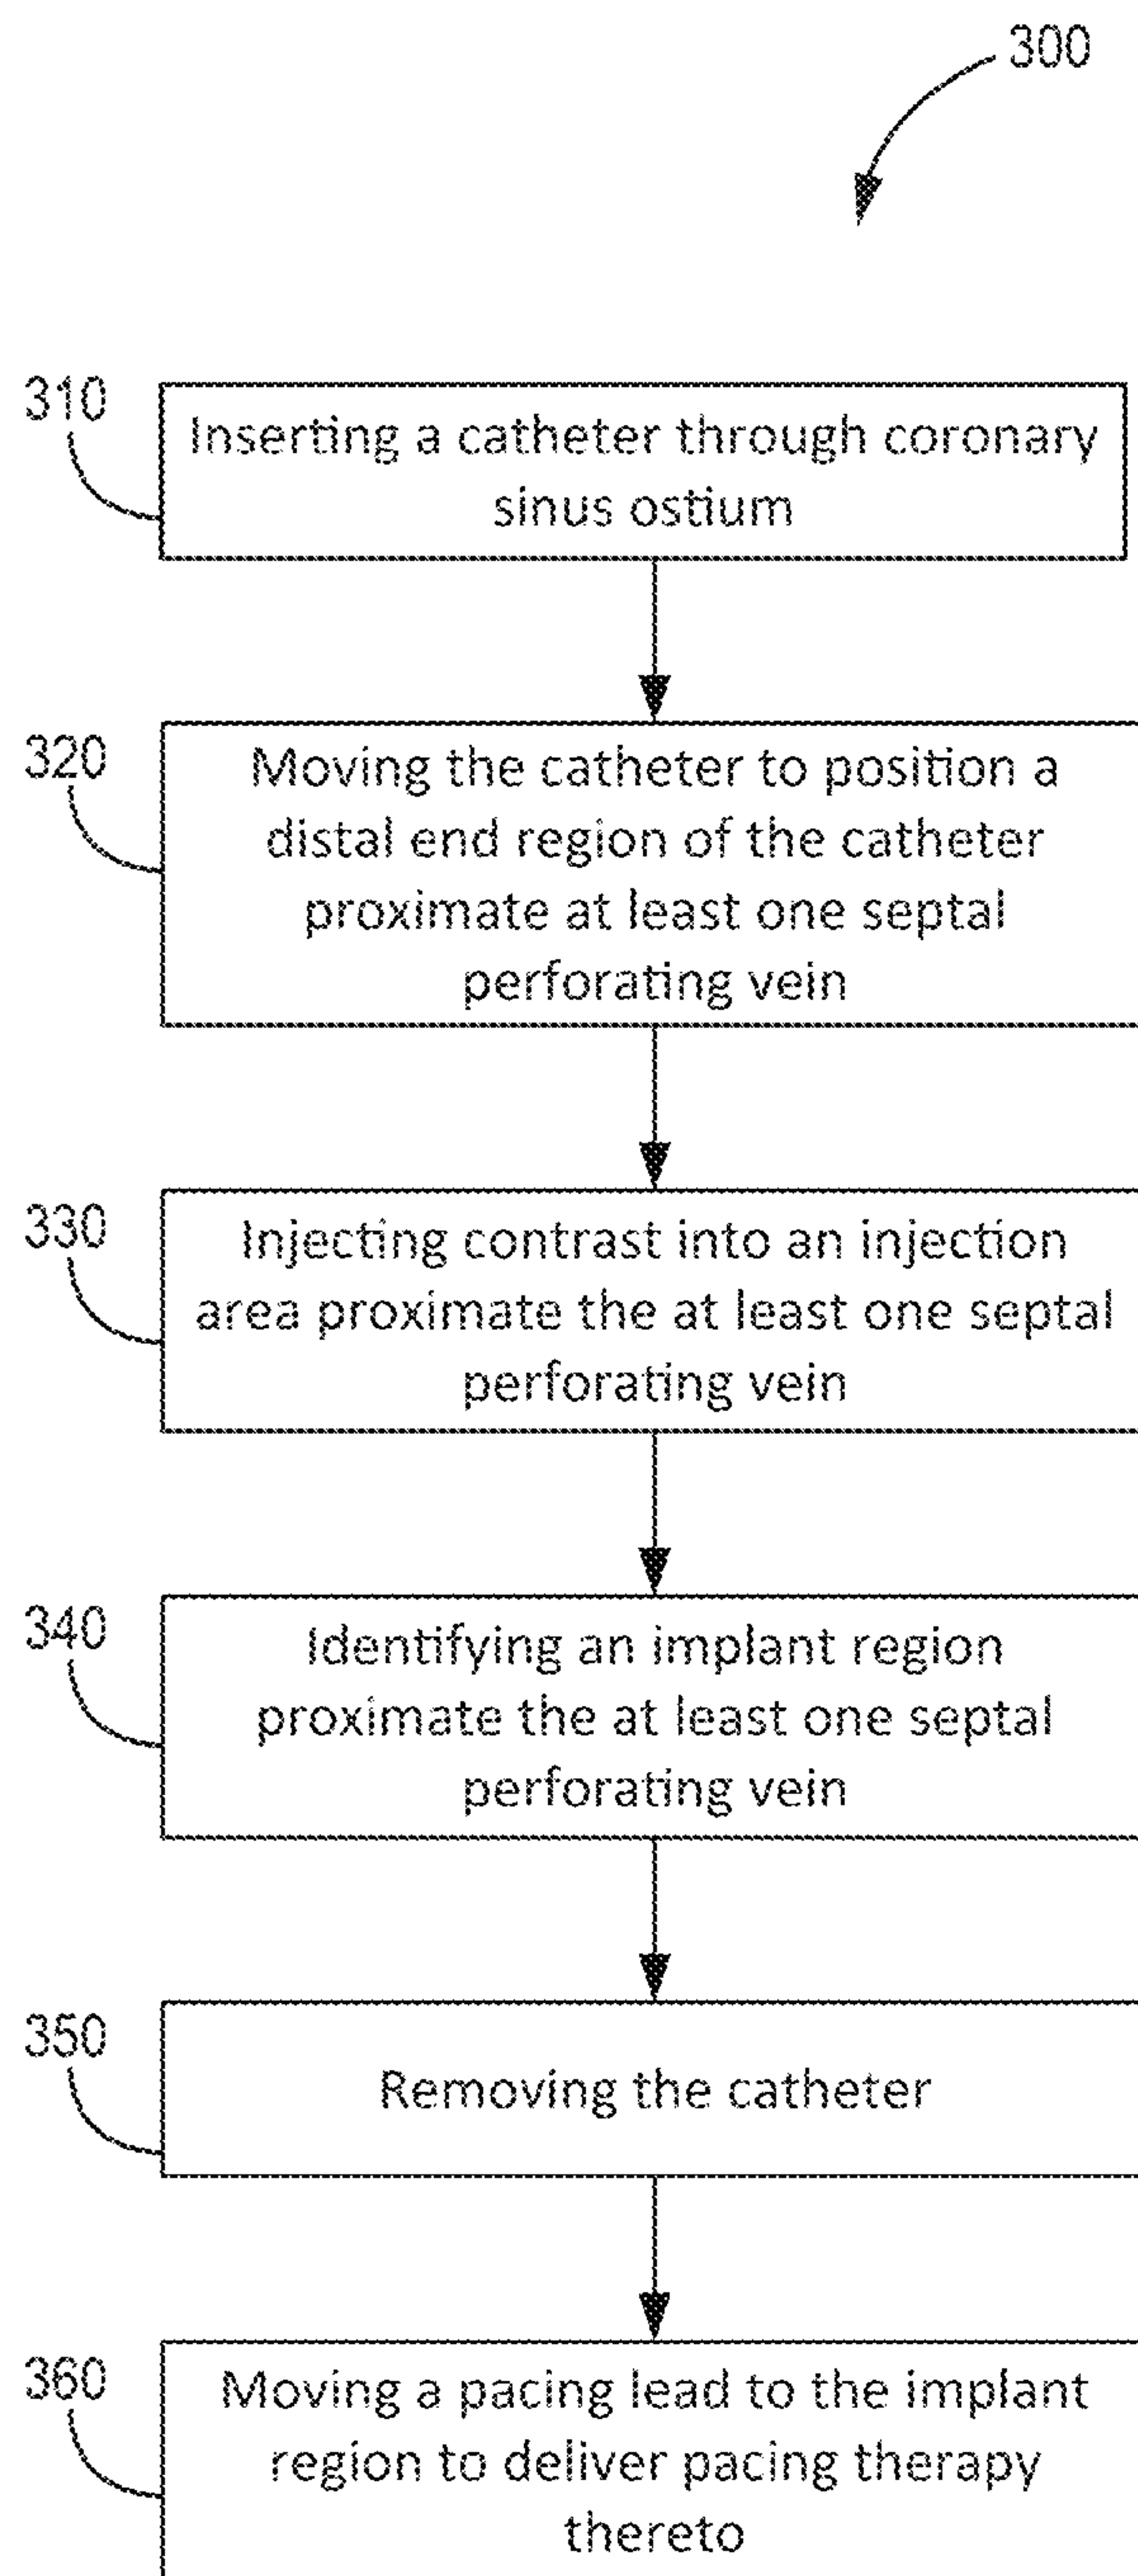 300
310
Inserting a catheter through coronary
sinus ostium
320
Moving the catheter to position a
distal end region of the catheter
proximate at least one septal
perforating vein
330
Injecting contrast into an injection
area proximate the at least one septal
perforating vein
340
Identifying an implant region
proximate the at least one septal
perforating vein
350
Removing the catheter
360
Moving a pacing lead to the implant
region to deliver pacing therapy
thereto